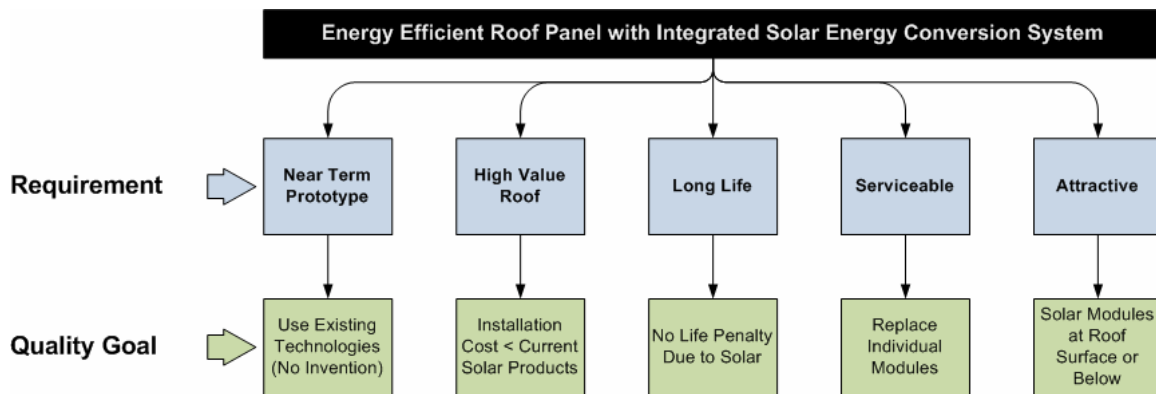 Energy Efficient Roof Panel with Integrated Solar Energy Conversion System
Requirement
Near Term
Prototype
High Value
Roof
Long Life
Serviceable
Attractive
Quality Goal
Use Existing
Technologies
(No Invention)
Installation
Cost < Current
Solar Products
No Life Penalty
Due to Solar
Replace
Individual
Modules
Solar Modules
at Roof
Surface or
Below